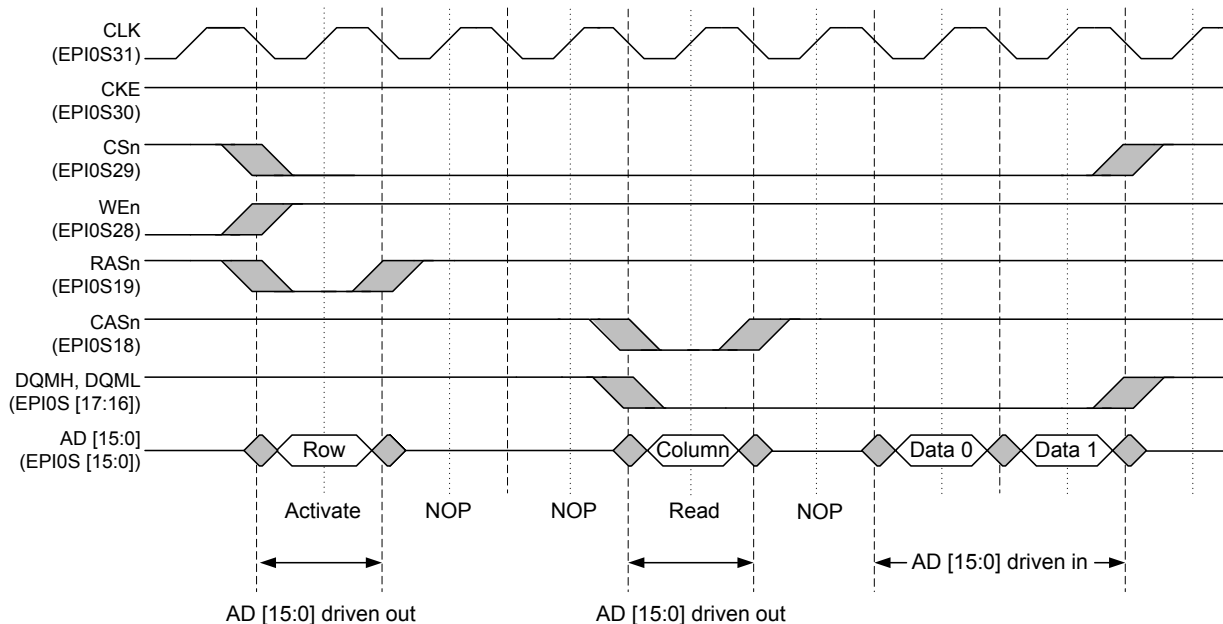 CLK
(EPI0S31)
CKE
(EPI0S30)
CSn
(EPI0S29)
WEn
(EPI0S28)
RASn
(EPI0S19)
CASn
(EPI0S18)
DQMH, DQML
(EPI0S [17:16])
AD [15:0]
(EPI0S [15:0])
Row
Column
Data 0
Data 1
Activate
NOP
NOP
Read
NOP
AD [15:0] driven in
AD [15:0] driven out
AD [15:0] driven out